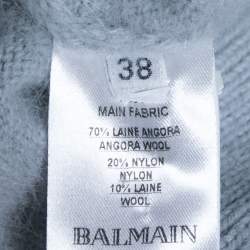 38
MAIN FABRIC
70% LAINE ANGORA
ANGORA WOOL
20% NYLON
NYLON
10% LAINE
WOOL
BALMAIN